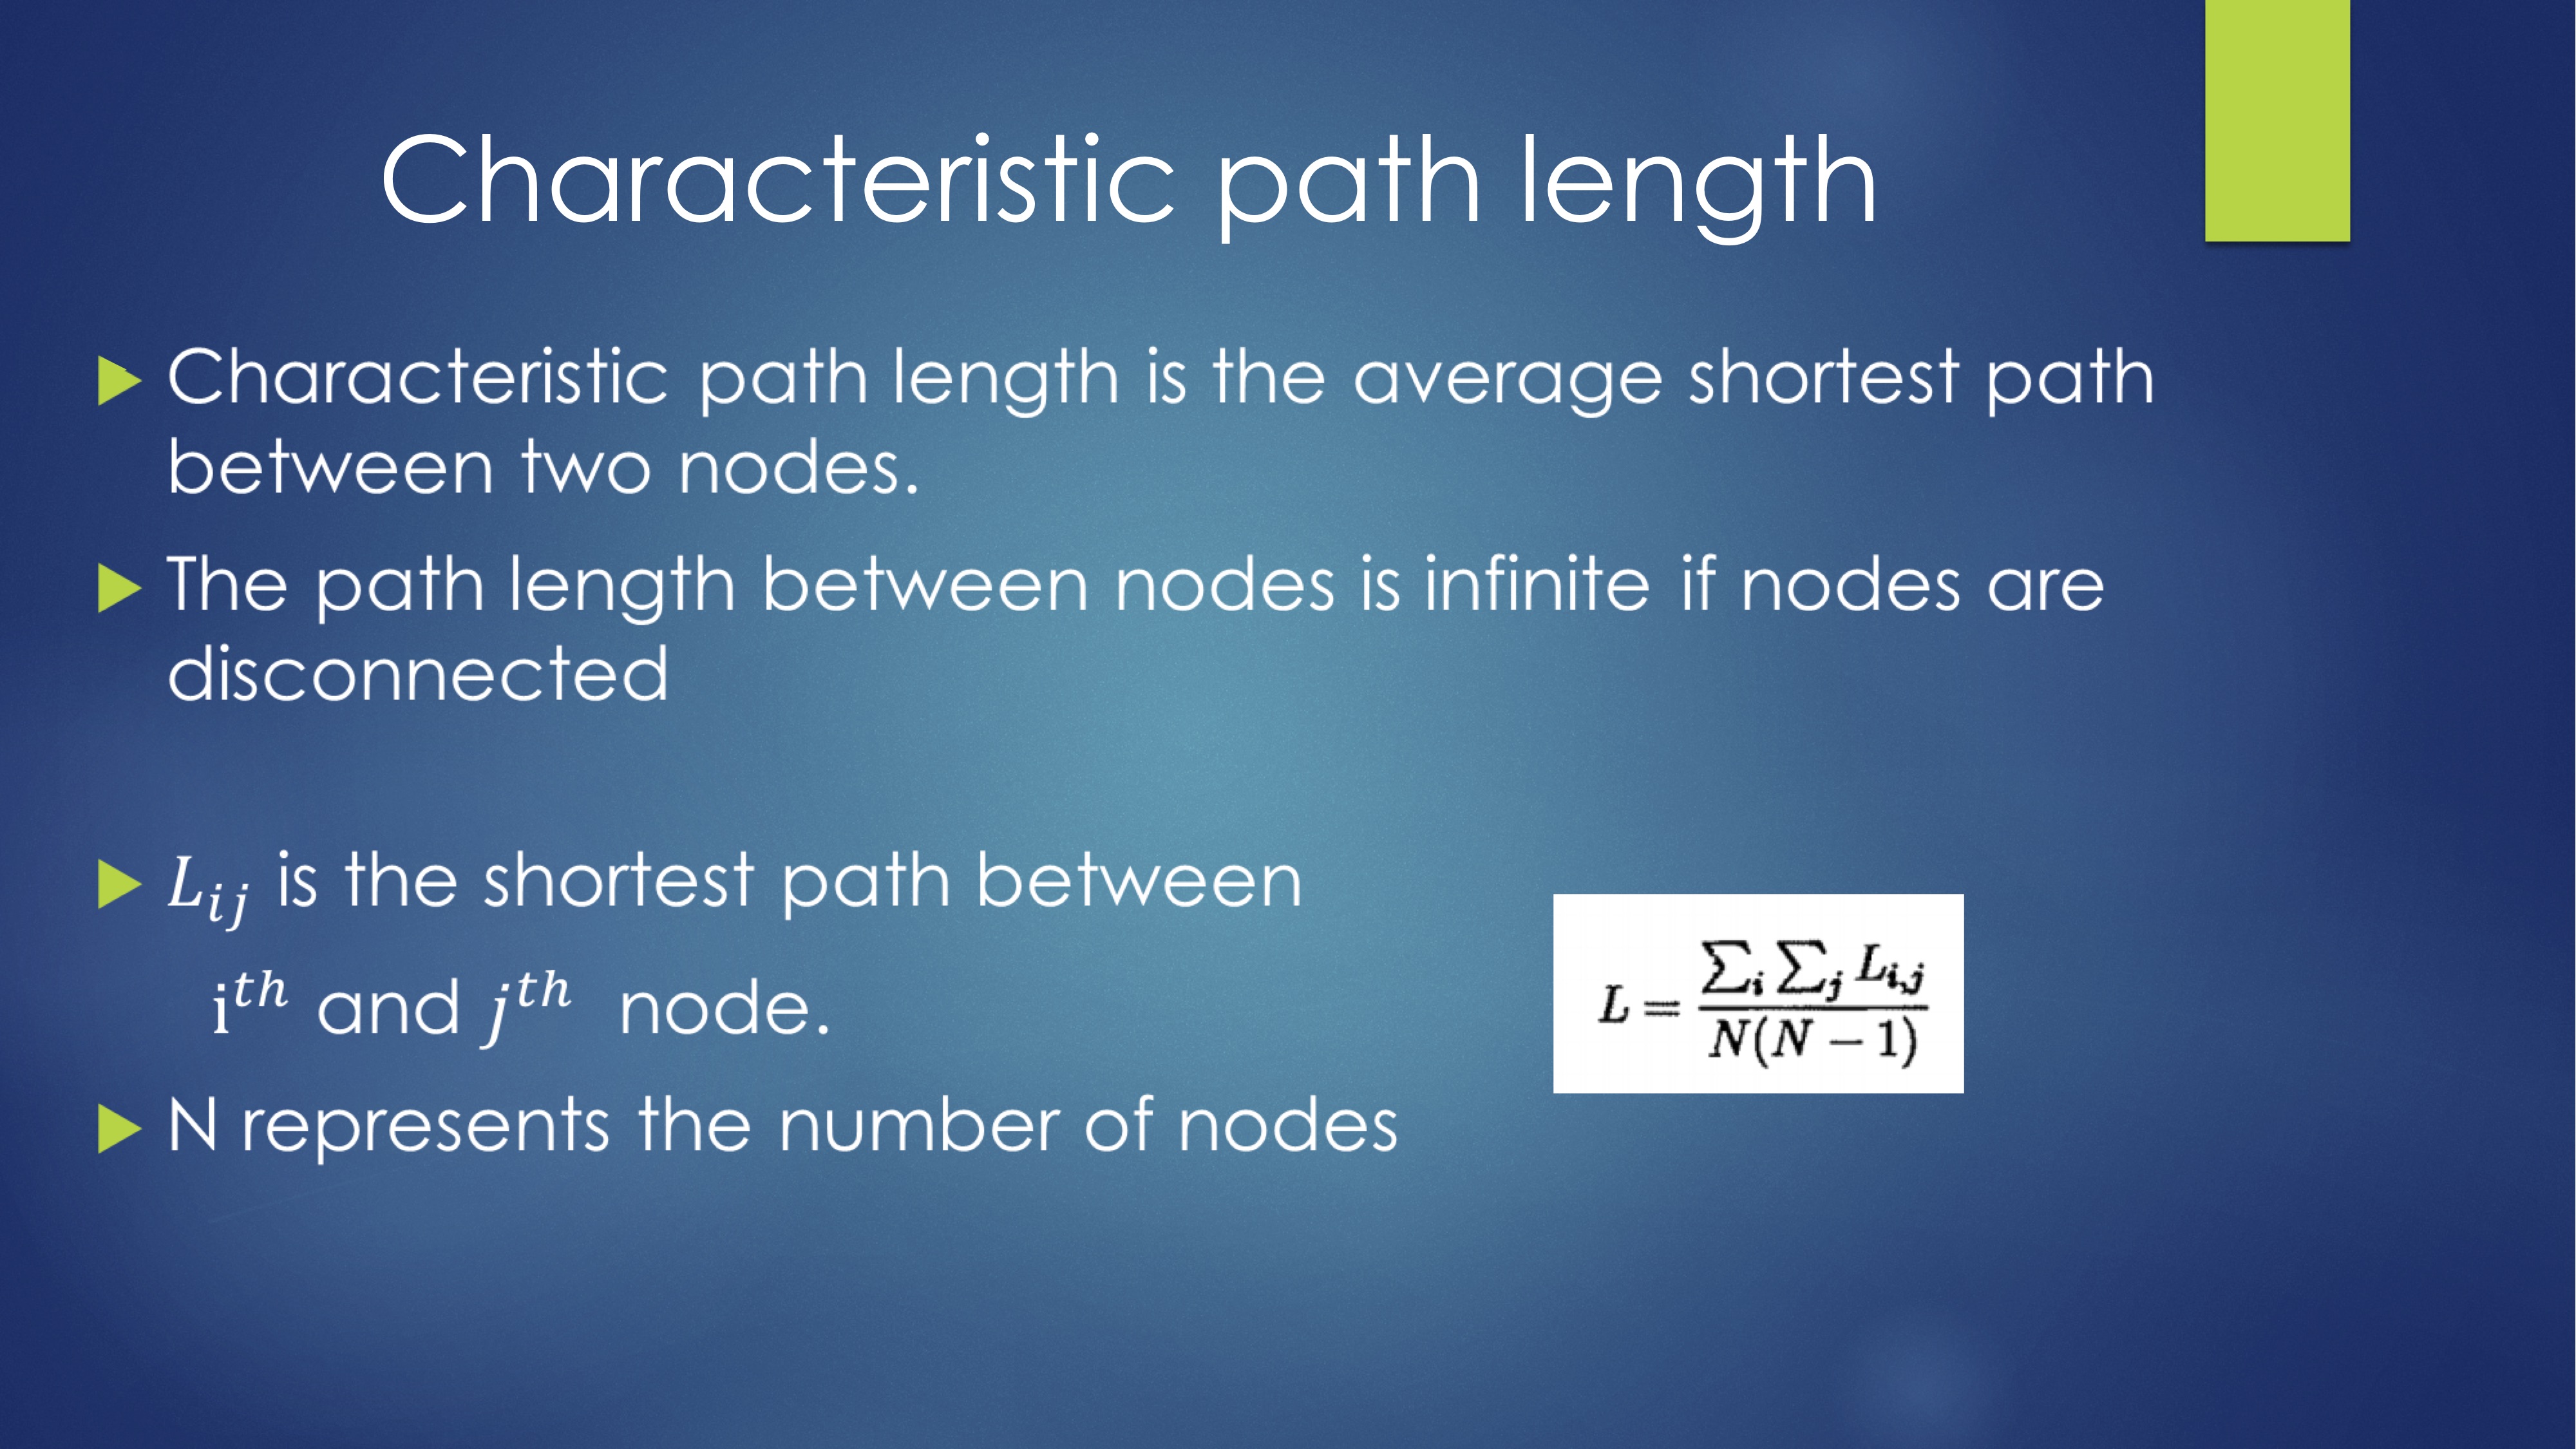 Characteristic path length
Characteristic path length is the average shortest path
between two nodes.
The path length between nodes is infinite if nodes are
disconnected
L_{ij} is the shortest path between
i^{th} and j^{th} node.
L = \frac{\sum_i \sum_j L_{i,j}}{N(N-1)}
N represents the number of nodes